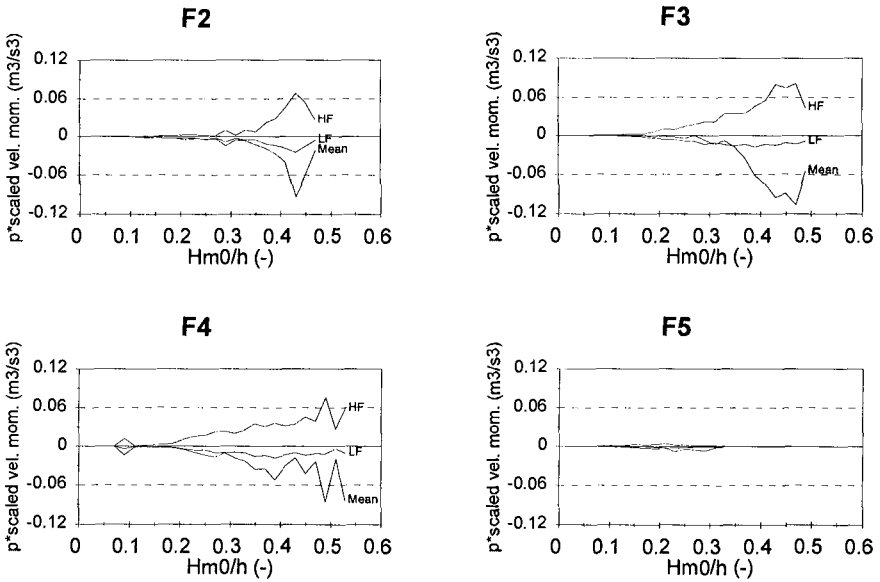 F2
p*scaled vel. mom. (m3/s3)
0.12
0.06
0
-0.06
-0.12
HF
LF
Mean
0 0.1 0.2 0.3 0.4 0.5 0.6
Hm0/h (-)
F3
p*scaled vel. mom. (m3/s3)
0.12
0.06
0
-0.06
-0.12
HF
LF
Mean
0 0.1 0.2 0.3 0.4 0.5 0.6
Hm0/h (-)
F4
p*scaled vel. mom. (m3/s3)
0.12
0.06
0
-0.06
-0.12
HF
LF
Mean
0 0.1 0.2 0.3 0.4 0.5 0.6
Hm0/h (-)
F5
p*scaled vel. mom. (m3/s3)
0.12
0.06
0
-0.06
-0.12
0 0.1 0.2 0.3 0.4 0.5 0.6
Hm0/h (-)